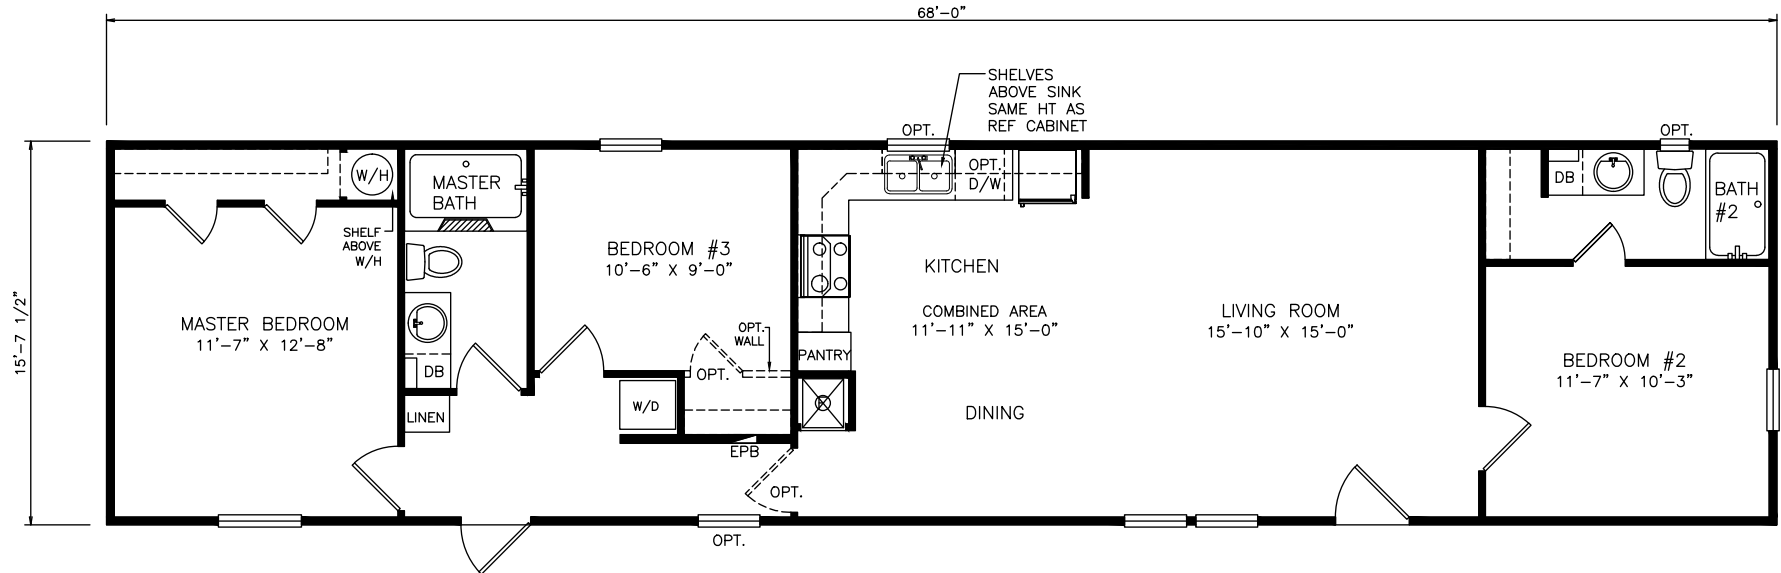 68'-0"
SHELVES
ABOVE SINK
SAME HT AS
REF CABINET
OPT.
OPT.
W/H
MASTER
BATH
OPT.
D/W
DB
BATH
#2
SHELF
ABOVE
W/H
BEDROOM #3
10'-6" X 9'-0"
KITCHEN
15'-7 1/2"
MASTER BEDROOM
11'-7" X 12'-8"
COMBINED AREA
11'-11" X 15'-0"
LIVING ROOM
15'-10" X 15'-0"
OPT.
WALL
PANTRY
BEDROOM #2
11'-7" X 10'-3"
DB
OPT.
LINEN
W/D
DINING
EPB
OPT.
OPT.